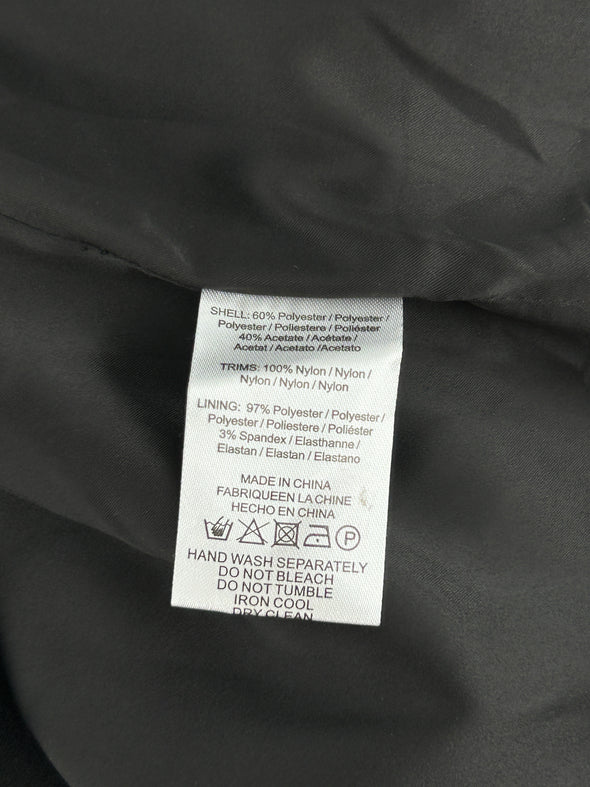 SHELL: 60% Polyester / Polyester /
Polyester / Poliestere / Poliéster
40% Acetate / Acétate /
Acetat / Acetato /Acetato
TRIMS: 100% Nylon / Nylon /
Nylon / Nylon / Nylon
LINING: 97% Polyester / Polyester /
Polyester / Poliestere / Poliéster
3% Spandex / Elasthanne /
Elastan / Elastan / Elastano
MADE IN CHINA
FABRIQUEEN LA CHINE
HECHO EN CHINA
P
HAND WASH SEPARATELY
DO NOT BLEACH
DO NOT TUMBLE
IRON COOL
DRY CLEAN